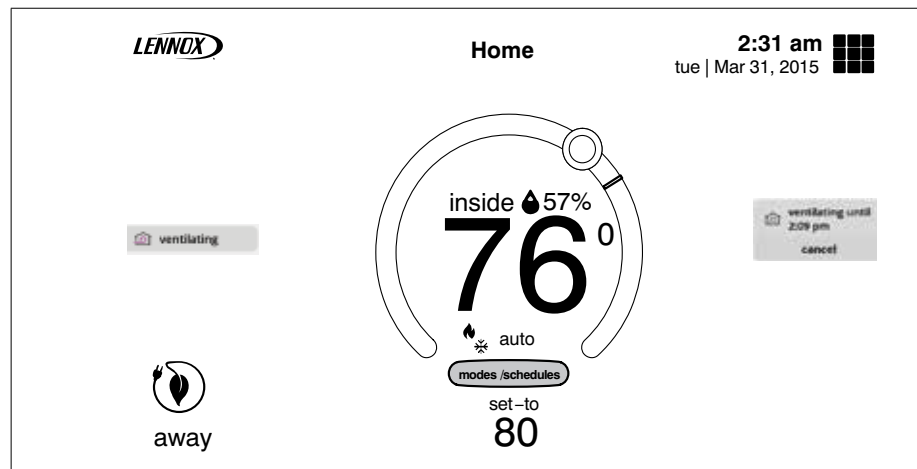 LENNOX
Home
2:31 am
tue | Mar 31, 2015
inside 57%
76°
ventilating
ventilating until
2:09 pm
cancel
auto
modes /schedules
set-to
80
away